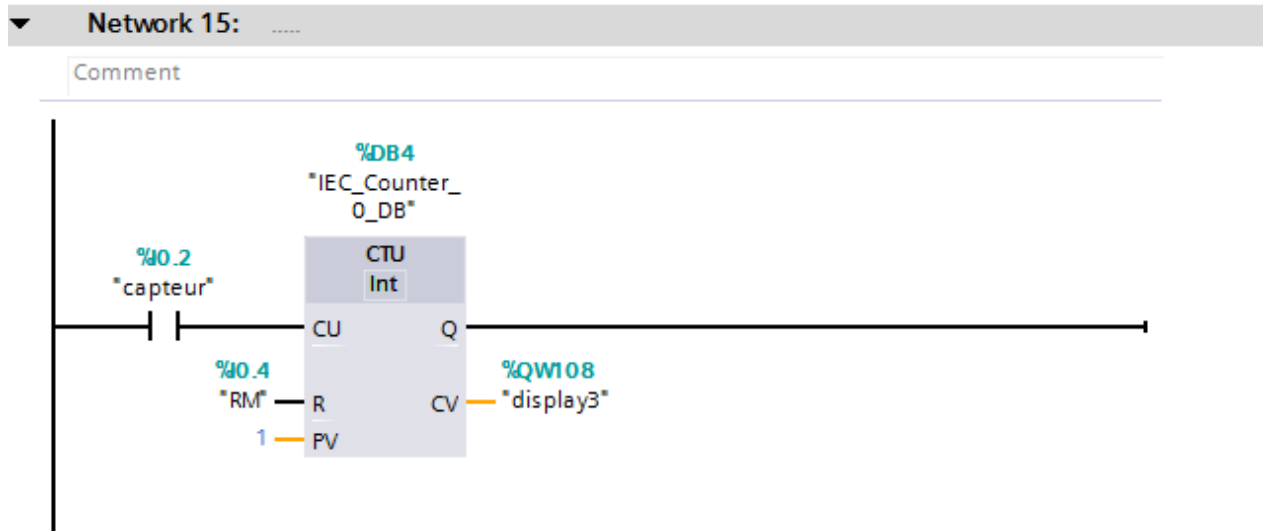 Network 15: .....
Comment
%DB4
"IEC_Counter_
0_DB"
%I0.2
"capteur"
CTU
Int
CU Q
%I0.4
"RM" R
%QW108
CV "display3"
1 PV